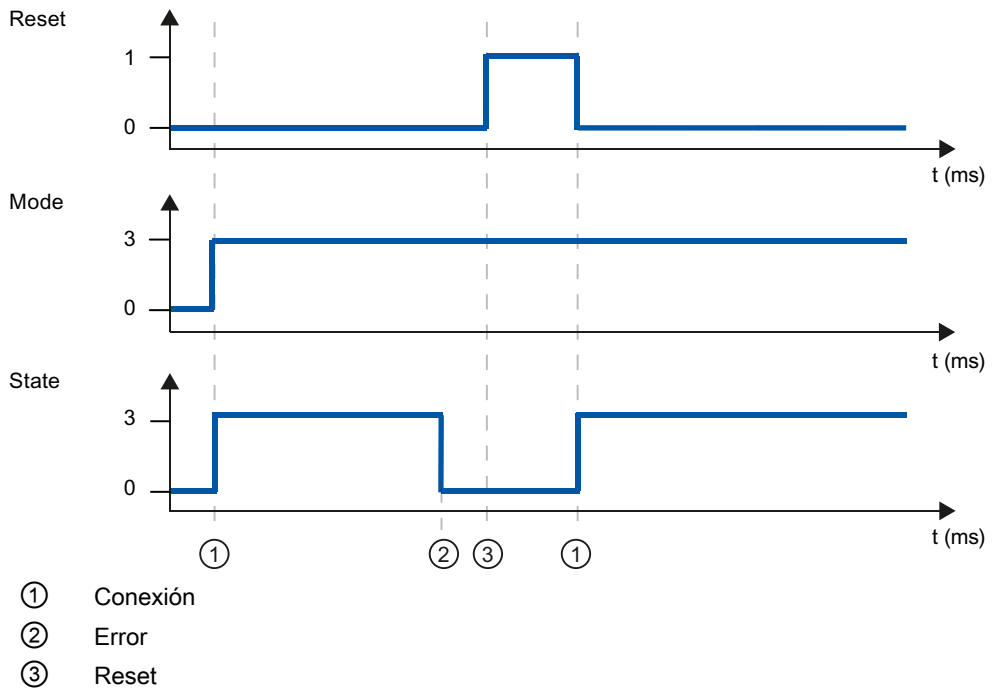 Reset
1
0
t (ms)
Mode
3
0
t (ms)
State
3
0
t (ms)
① ② ③ ①
① Conexión
② Error
③ Reset